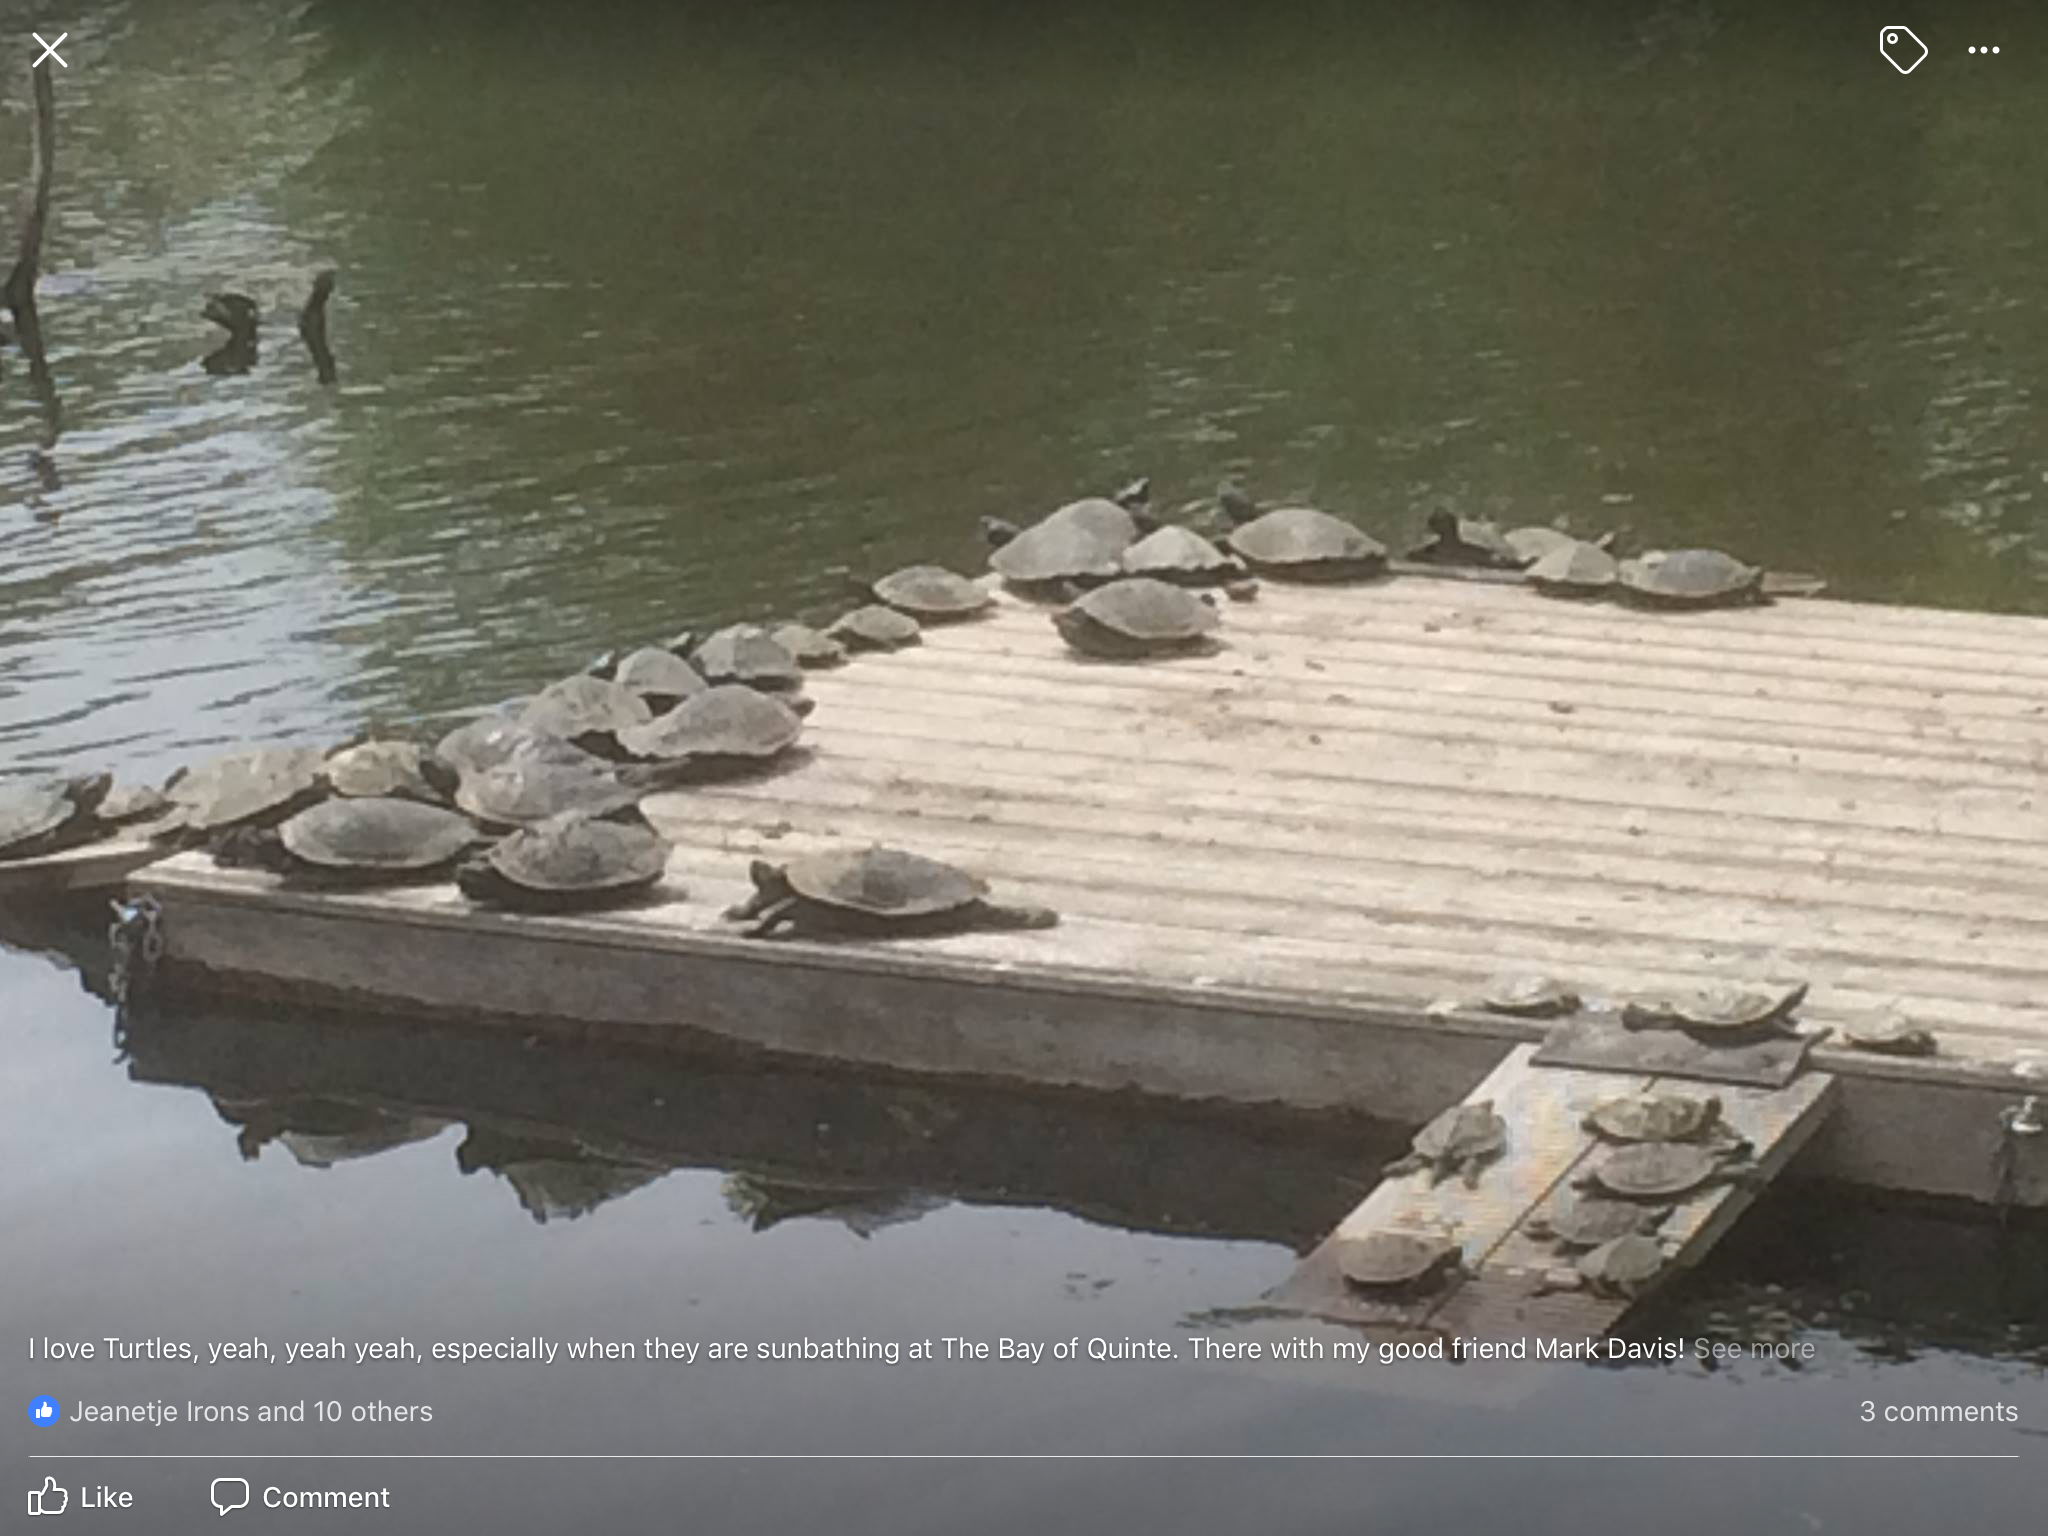 I love Turtles, yeah, yeah yeah, especially when they are sunbathing at The Bay of Quinte. There with my good friend Mark Davis! See more
Jeanetje Irons and 10 others
3 comments
Like
Comment